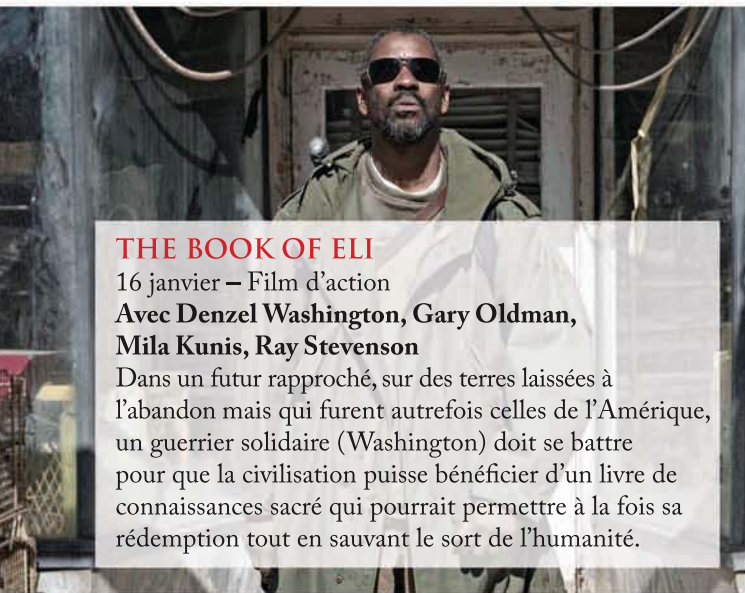 THE BOOK OF ELI
16 janvier – Film d’action
Avec Denzel Washington, Gary Oldman,
Mila Kunis, Ray Stevenson
Dans un futur rapproché, sur des terres laissées à
l’abandon mais qui furent autrefois celles de l’Amérique,
un guerrier solidaire (Washington) doit se battre
pour que la civilisation puisse bénéficier d’un livre de
connaissances sacré qui pourrait permettre à la fois sa
rédemption tout en sauvant le sort de l’humanité.